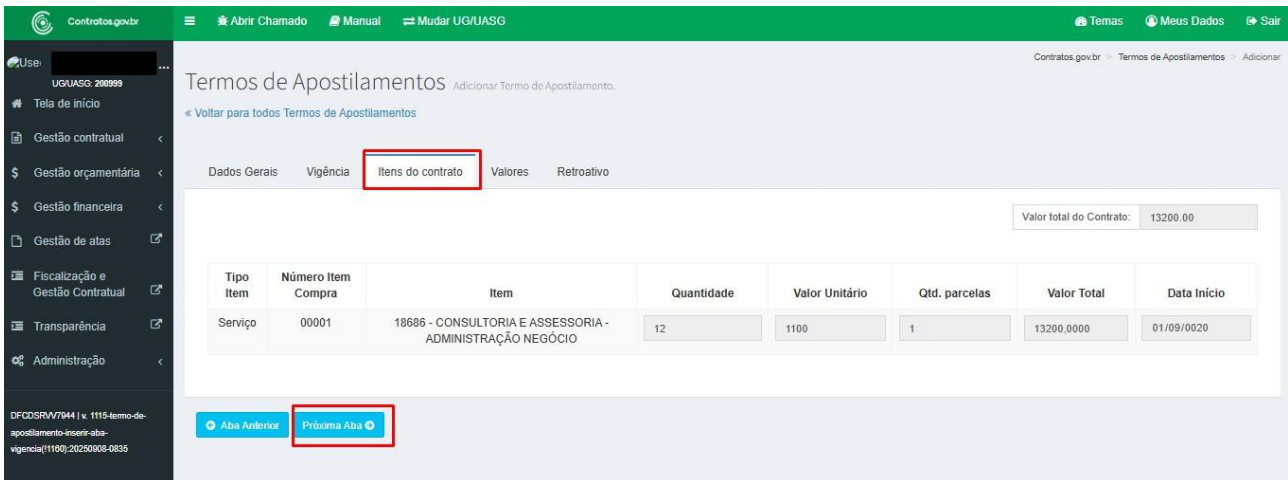 Contratos.gov.br
Abrir Chamado Manual Mudar UG/UASG Temas Meus Dados Sair
Use
...
UG/UASG: 200999
Tela de início
Gestão contratual
Gestão orçamentária
Gestão financeira
Gestão de atas
Fiscalização e
Gestão Contratual
Transparência
Administração
DFCDSRVV7944 | v. 1115-termo-de-
apostilamento-inserir-aba-
vigencia(!1160):20250908-0835
Contratos.gov.br > Termos de Apostilamentos > Adicionar
Termos de Apostilamentos Adicionar Termo de Apostilamento.
« Voltar para todos Termos de Apostilamentos
Dados Gerais Vigência Itens do contrato Valores Retroativo
Valor total do Contrato: 13200.00
Tipo Item Número Item Compra Item Quantidade Valor Unitário Qtd. parcelas Valor Total Data Início
Serviço 00001 18686 - CONSULTORIA E ASSESSORIA - 12 1100 1 13200,0000 01/09/0020
ADMINISTRAÇÃO NEGÓCIO
Aba Anterior Próxima Aba